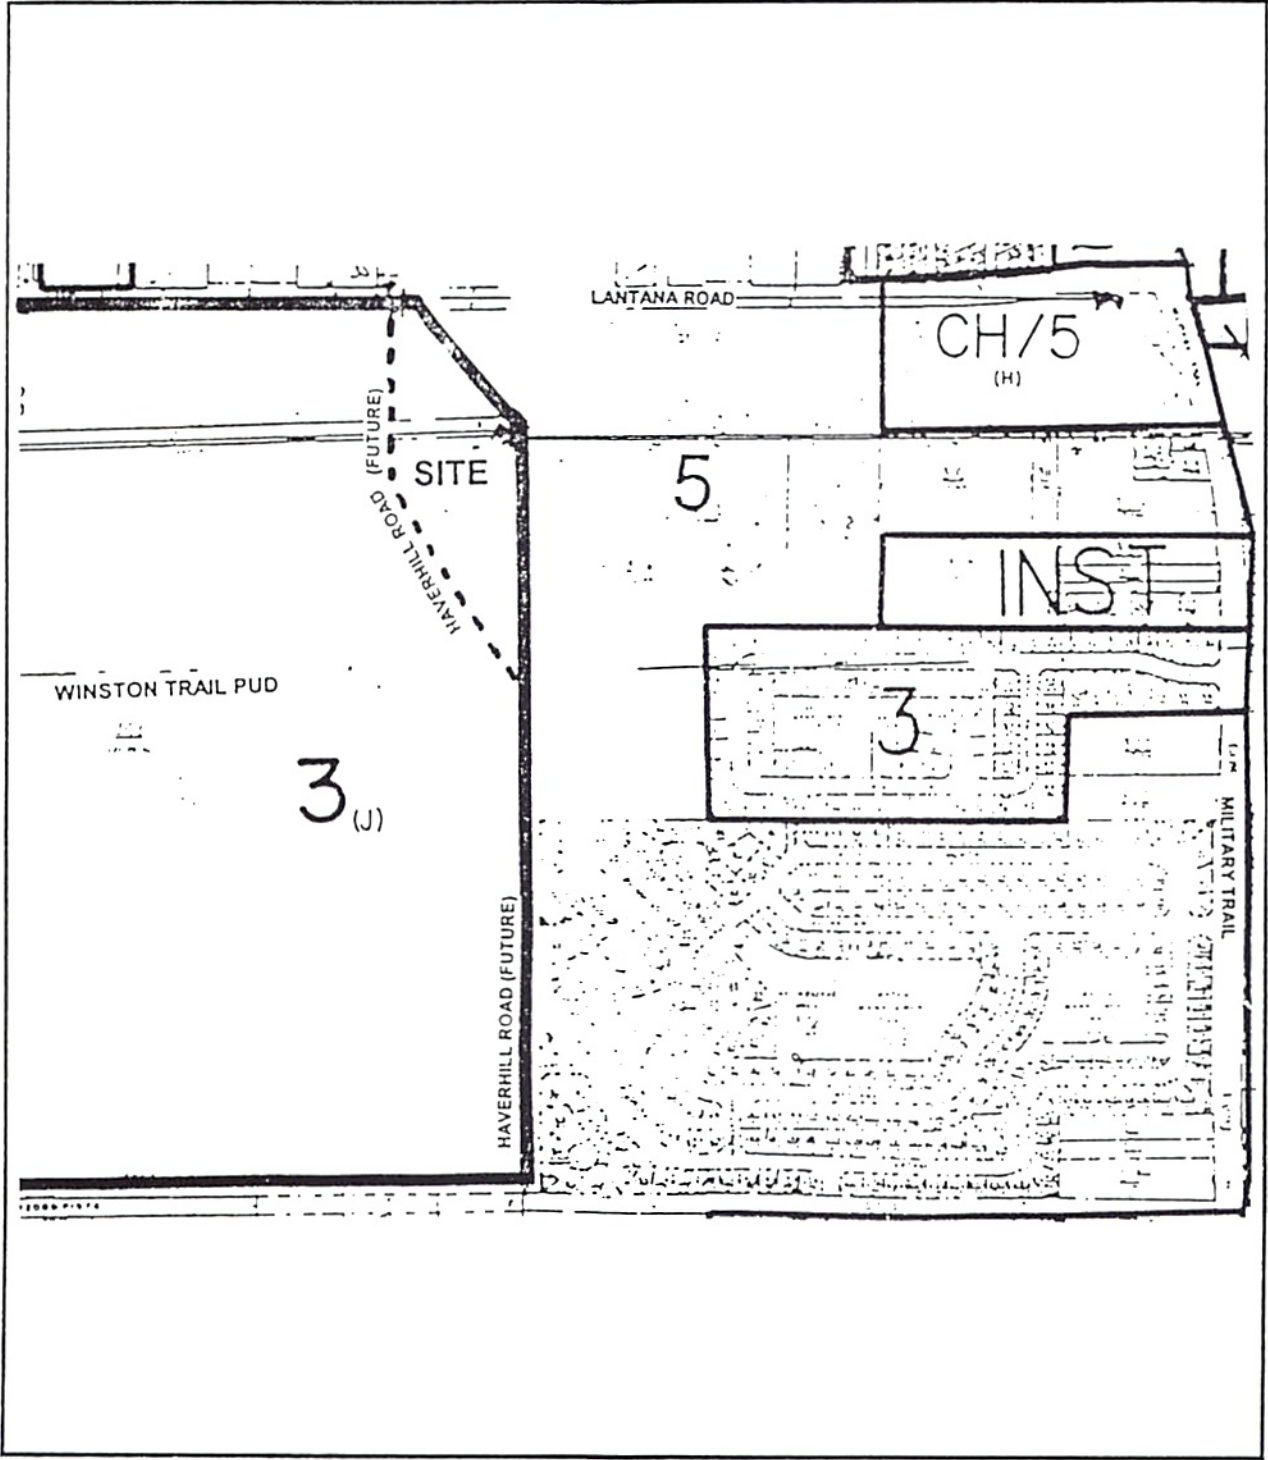 LANTANA ROAD
CH/5
(H)
HAVERHILL ROAD (FUTURE)
SITE
5
INST
WINSTON TRAIL PUD
3
3(J)
MILITARY TRAIL
HAVERHILL ROAD (FUTURE)